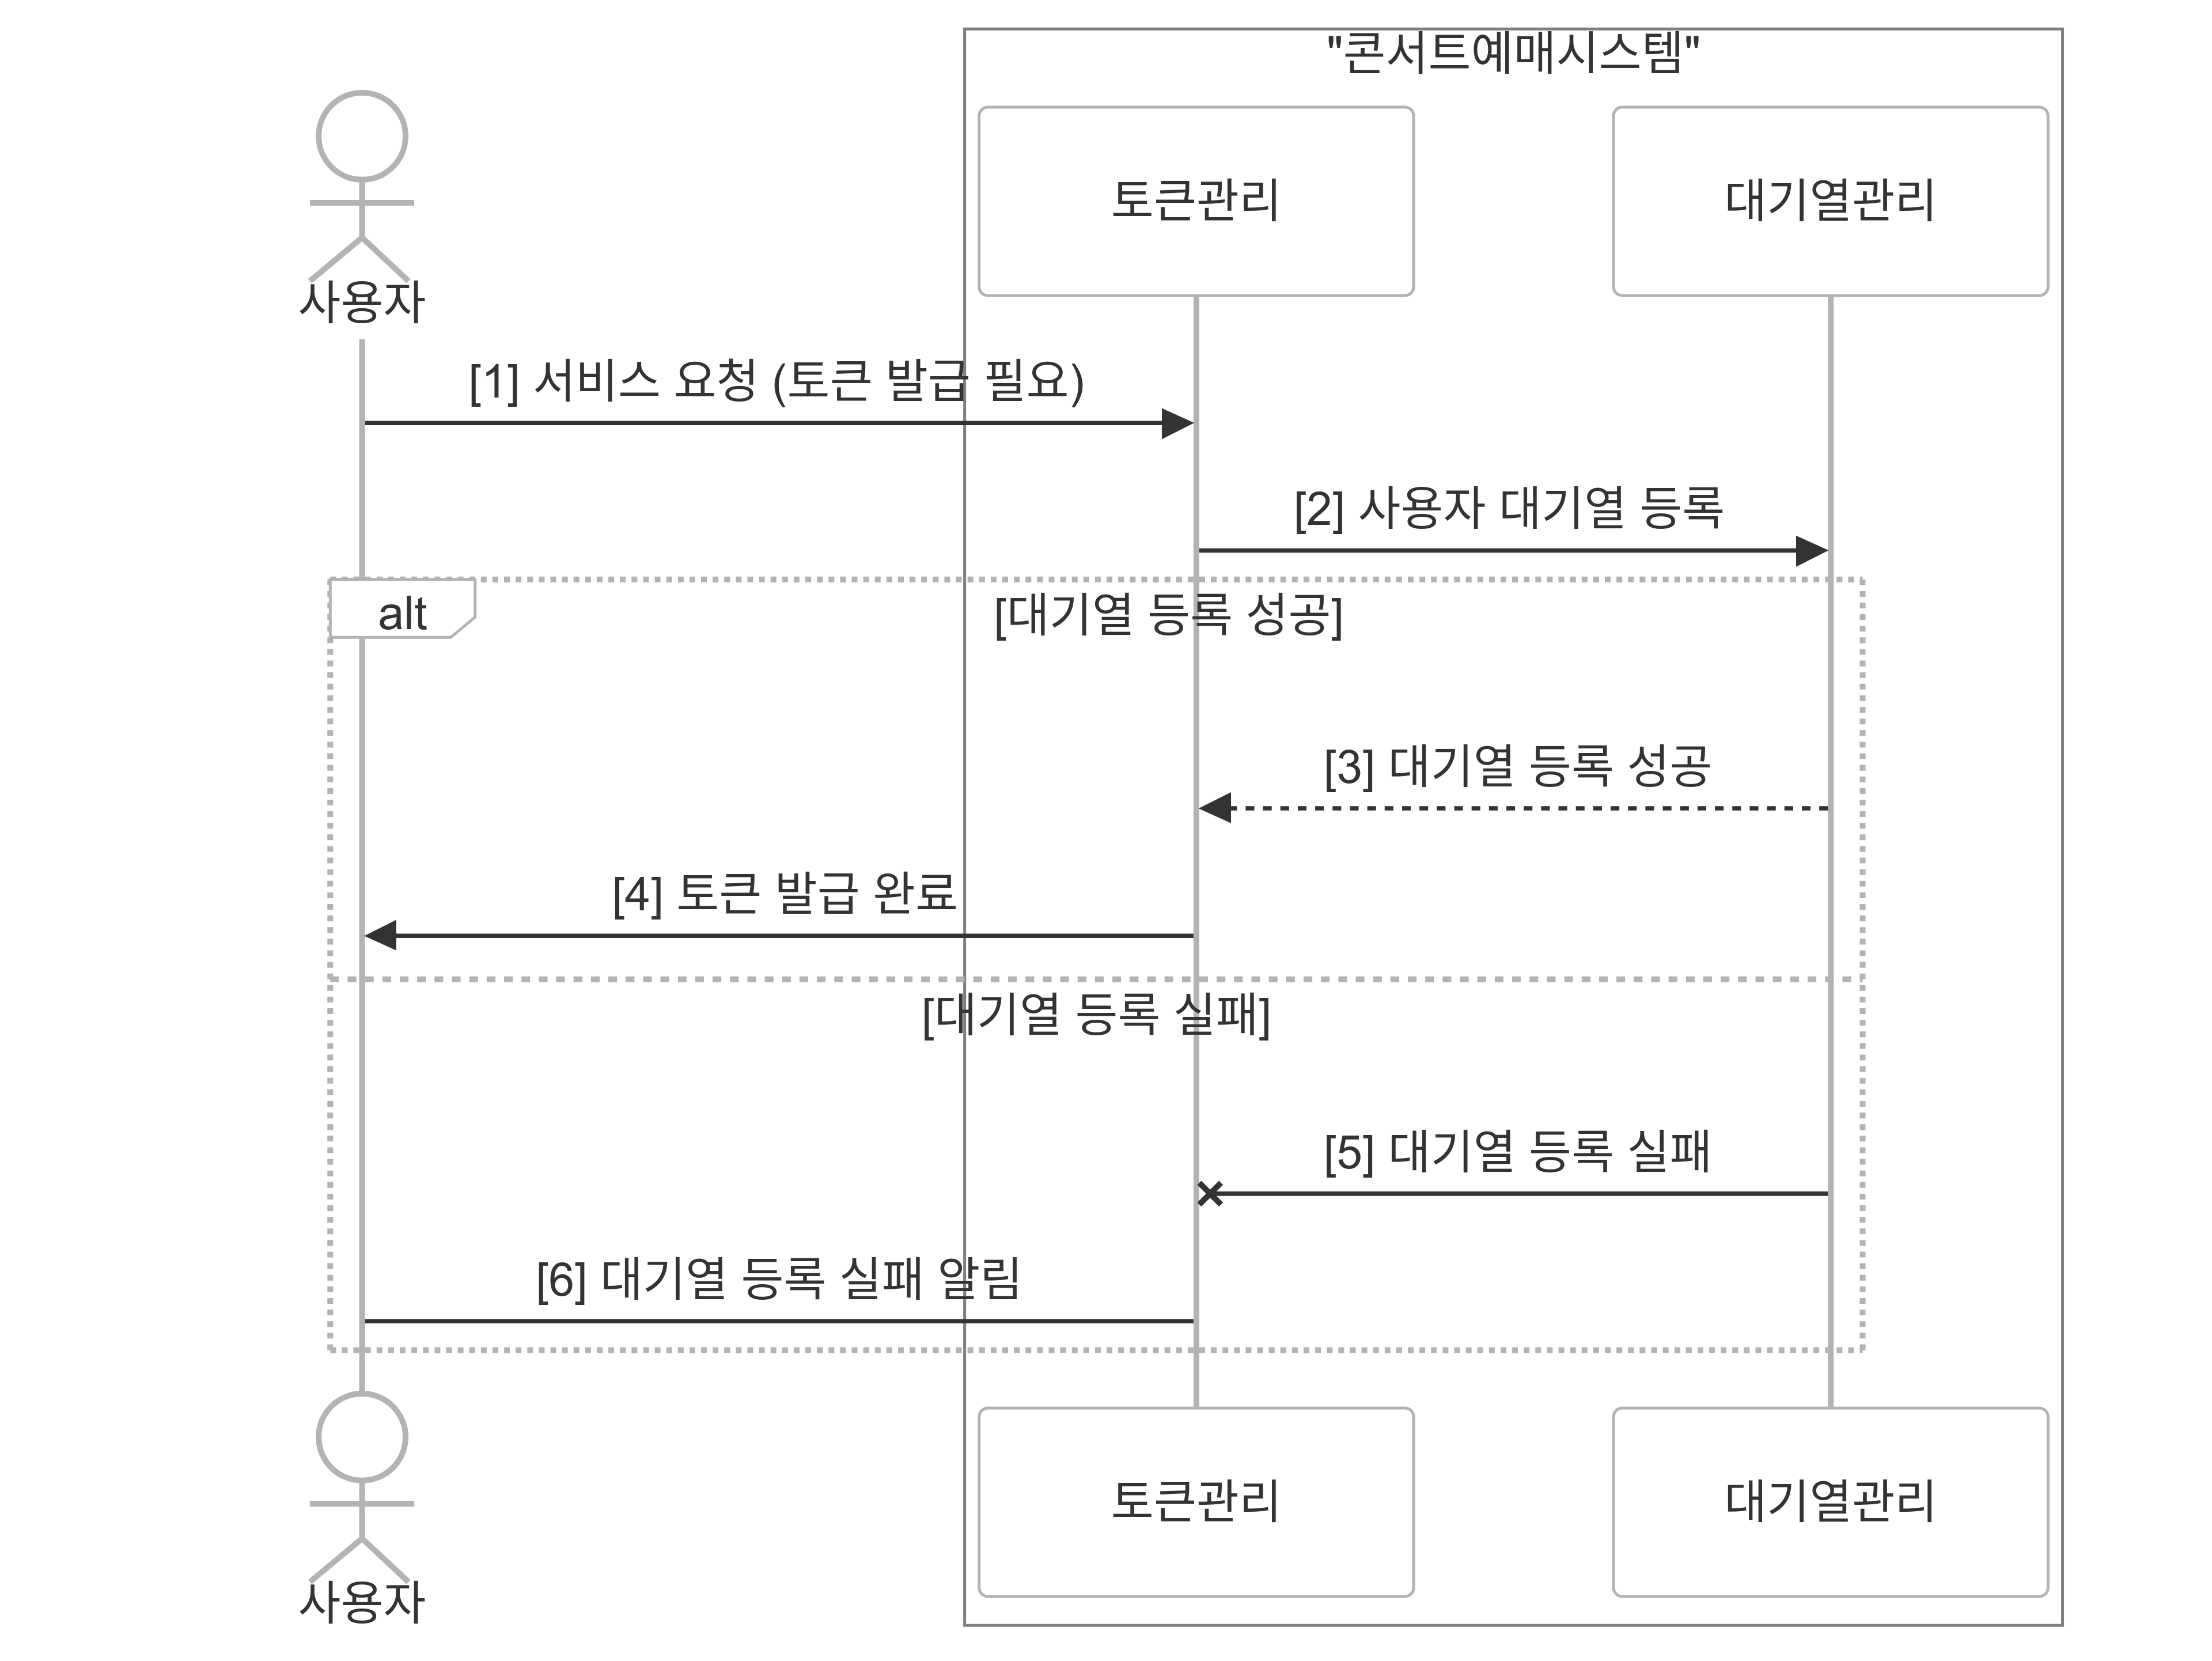 "콘서트예매시스템"
토큰관리
대기열관리
사용자
[1] 서비스 요청 (토큰 발급 필요)
[2] 사용자 대기열 등록
alt
[대기열 등록 성공]
[3] 대기열 등록 성공
[4] 토큰 발급 완료
[대기열 등록 실패]
[5] 대기열 등록 실패
[6] 대기열 등록 실패 알림
토큰관리
대기열관리
사용자